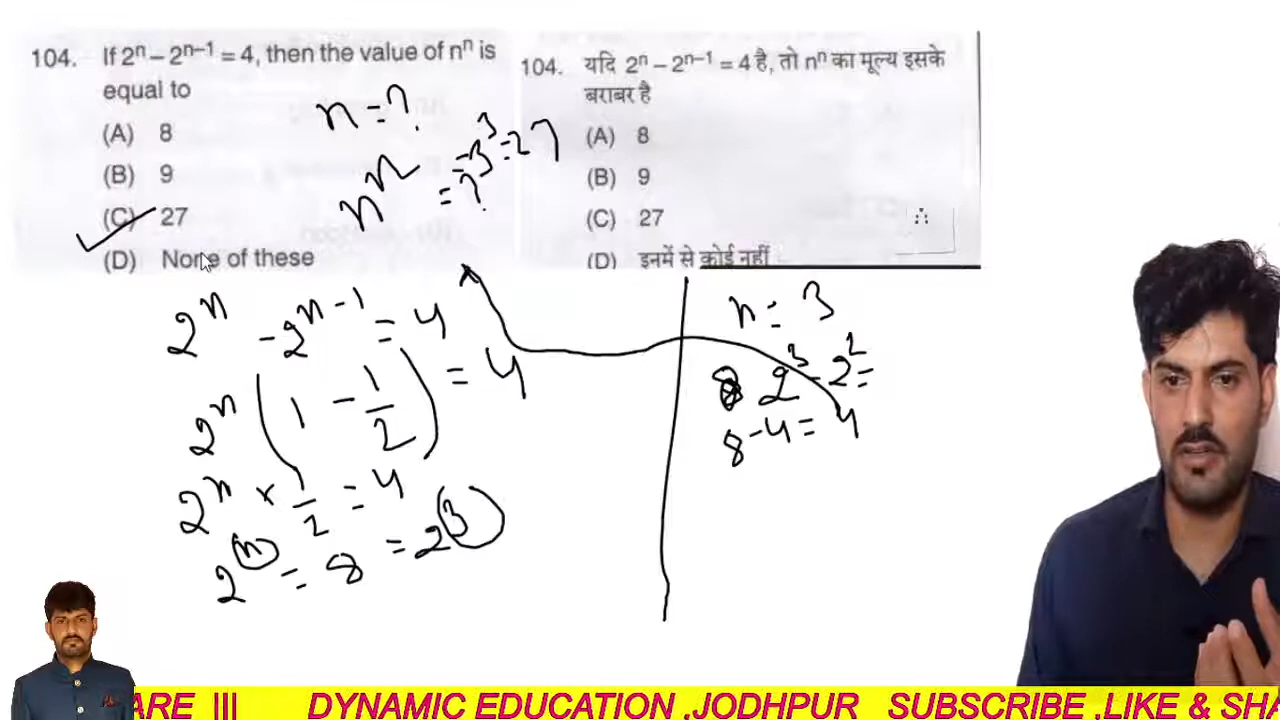 104. If 2ⁿ – 2ⁿ⁻¹ = 4, then the value of nⁿ is
equal to
(A) 8
(B) 9
(C) 27
(D) None of these
104. यदि 2ⁿ – 2ⁿ⁻¹ = 4 है, तो nⁿ का मूल्य इसके
बराबर है
(A) 8
(B) 9
(C) 27
(D) इनमें से कोई नहीं
n = ?
nⁿ = ?
= 3³ = 27
2ⁿ - 2ⁿ⁻¹ = 4
2ⁿ (1 - 1/2) = 4
2ⁿ × 1/2 = 4
2ⁿ = 8 = 2³
n = 3
2³ - 2² =
8 - 4 = 4
ARE ||| DYNAMIC EDUCATION ,JODHPUR SUBSCRIBE ,LIKE & SHA